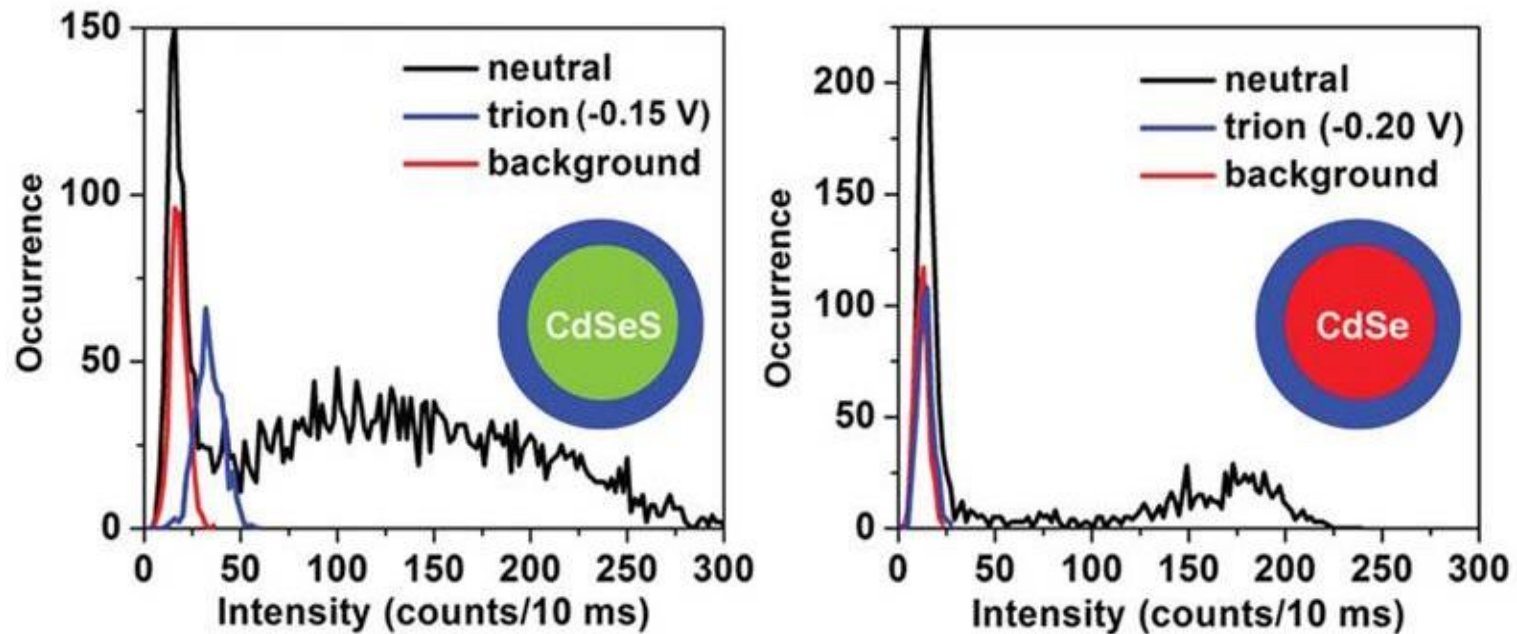 150
100
50
0
Occurrence
neutral
trion (-0.15 V)
background
CdSeS
0 50 100 150 200 250 300
Intensity (counts/10 ms)
200
150
100
50
0
Occurrence
neutral
trion (-0.20 V)
background
CdSe
0 50 100 150 200 250 300
Intensity (counts/10 ms)